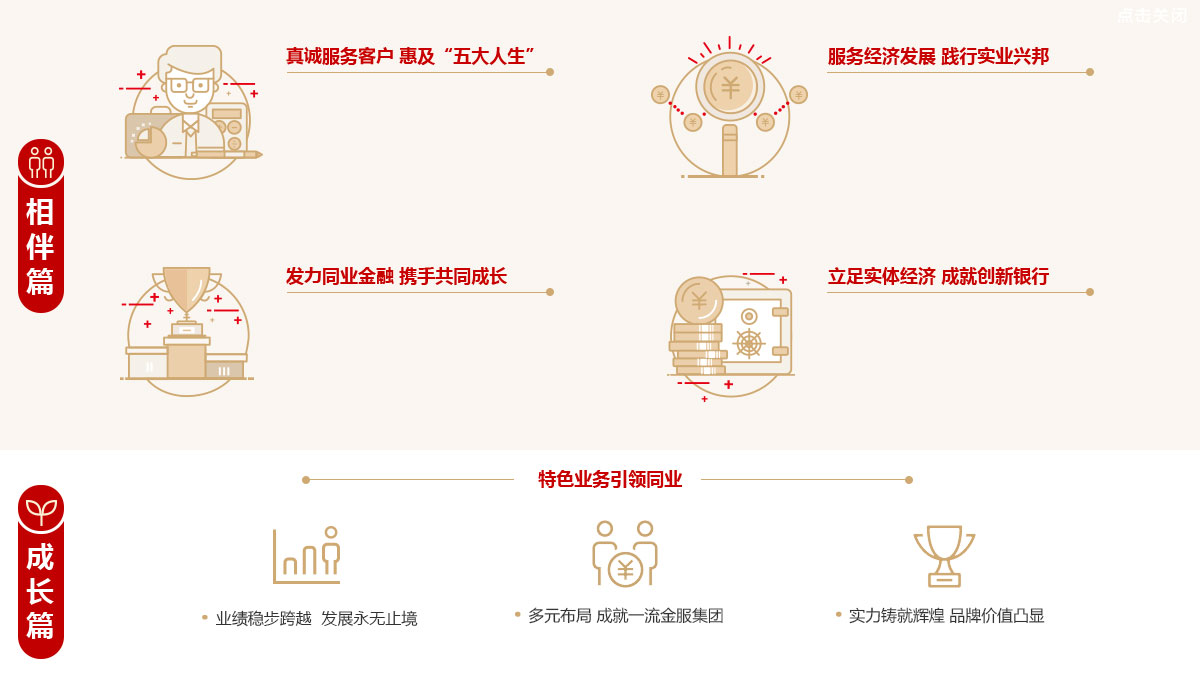 点击关闭
相伴篇
真诚服务客户 惠及“五大人生”
服务经济发展 践行实业兴邦
发力同业金融 携手共同成长
立足实体经济 成就创新银行
成长篇
特色业务引领同业
• 业绩稳步跨越 发展永无止境
• 多元布局 成就一流金服集团
• 实力铸就辉煌 品牌价值凸显